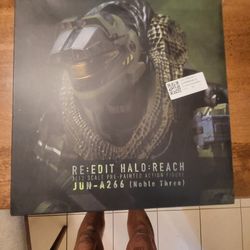 RE:EDIT HALO:REACH
1/12 SCALE PRE-PAINTED ACTION FIGURE
JUN-A266 (Noble Three)